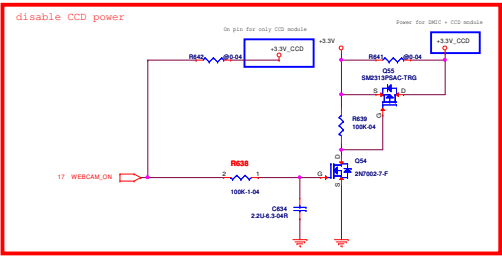 disable CCD power
On pin for only CCD module
Power for DMIC + CCD module
R642
@0-04
+3.3V_CCD
+3.3V
R641
@0-04
+3.3V_CCD
Q55
SM2313PSAC-TRG
S
D
G
R639
100K-04
R638
D
Q54
17 WEBCAM_ON
2
1
G
2N7002-7-F
S
100K-1-04
C634
2.2U-6.3-04R